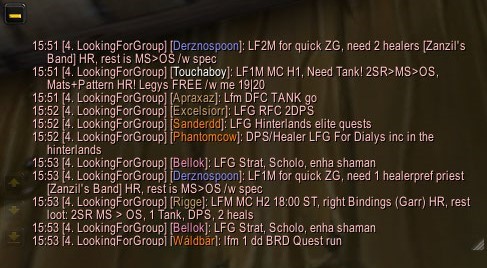 15:51 [4. LookingForGroup] [Derznospoon]: LF2M for quick ZG, need 2 healers [Zanzil's
Band] HR, rest is MS>OS /w spec
15:51 [4. LookingForGroup] [Touchaboy]: LF1M MC H1, Need Tank! 2SR>MS>OS,
Mats+Pattern HR! Legys FREE /w me 19|20
15:51 [4. LookingForGroup] [Apraxaz]: Lfm DFC TANK go
15:52 [4. LookingForGroup] [Excelsiorr]: LFG RFC 2DPS
15:52 [4. LookingForGroup] [Sanderdd]: LFG Hinterlands elite quests
15:52 [4. LookingForGroup] [Phantomcow]: DPS/Healer LFG For Dialys inc in the
hinterlands
15:53 [4. LookingForGroup] [Bellok]: LFG Strat, Scholo, enha shaman
15:53 [4. LookingForGroup] [Derznospoon]: LF1M for quick ZG, need 1 healerpref priest
[Zanzil's Band] HR, rest is MS>OS /w spec
15:53 [4. LookingForGroup] [Rigge]: LFM MC H2 18:00 ST, right Bindings (Garr) HR, rest
loot: 2SR MS > OS, 1 Tank, DPS, 2 heals
15:53 [4. LookingForGroup] [Bellok]: LFG Strat, Scholo, enha shaman
15:53 [4. LookingForGroup] [Wáldbär]: lfm 1 dd BRD Quest run